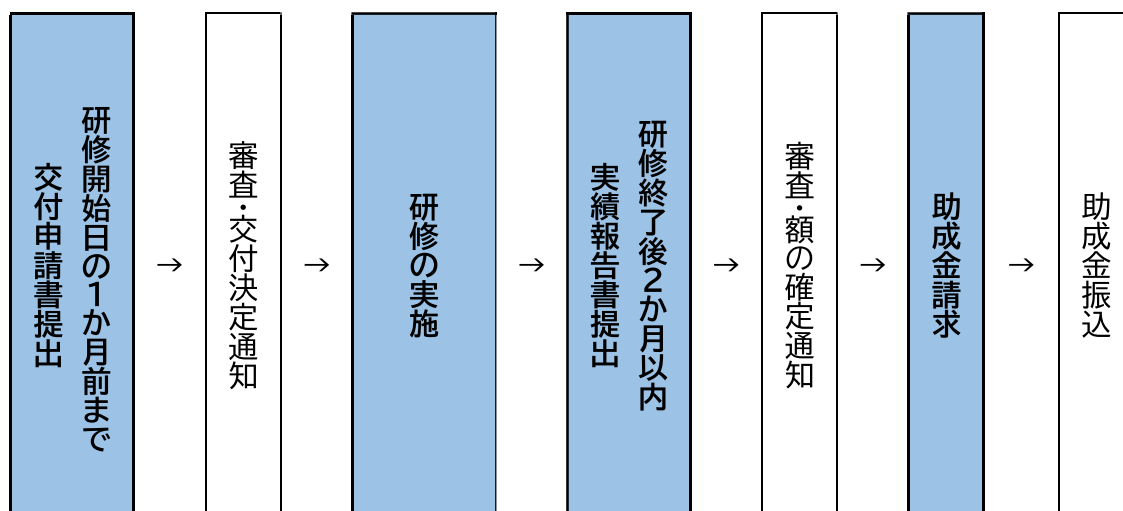 研修開始日の1か月前まで
交付申請書提出
→
審査・交付決定通知
→
研修の実施
→
研修終了後2か月以内
実績報告書提出
→
審査・額の確定通知
→
助成金請求
→
助成金振込